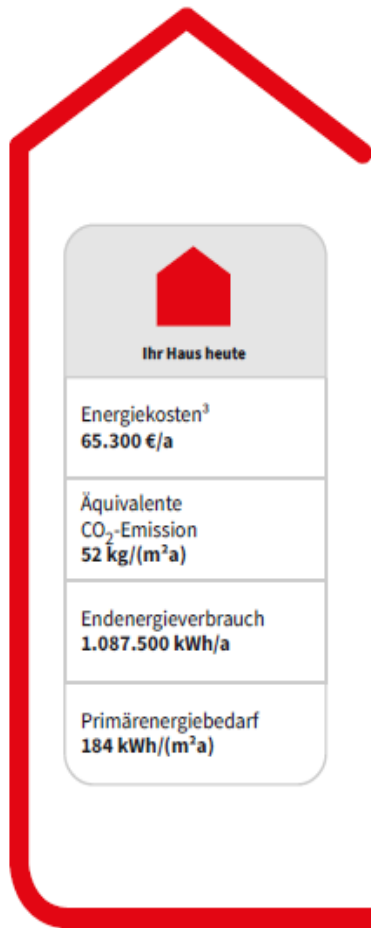 Ihr Haus heute
Energiekosten³
65.300 €/a
Äquivalente
CO₂-Emission
52 kg/(m²a)
Endenergieverbrauch
1.087.500 kWh/a
Primärenergiebedarf
184 kWh/(m²a)